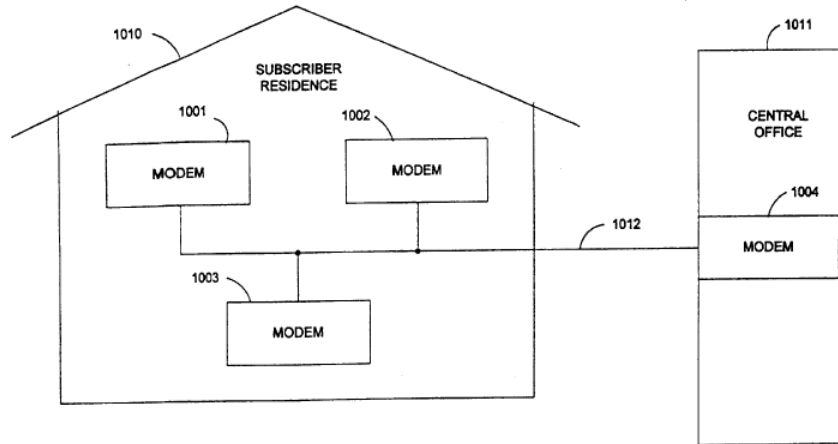 1010
1011
SUBSCRIBER
RESIDENCE
1001
1002
CENTRAL
OFFICE
MODEM
MODEM
1004
1012
MODEM
1003
MODEM